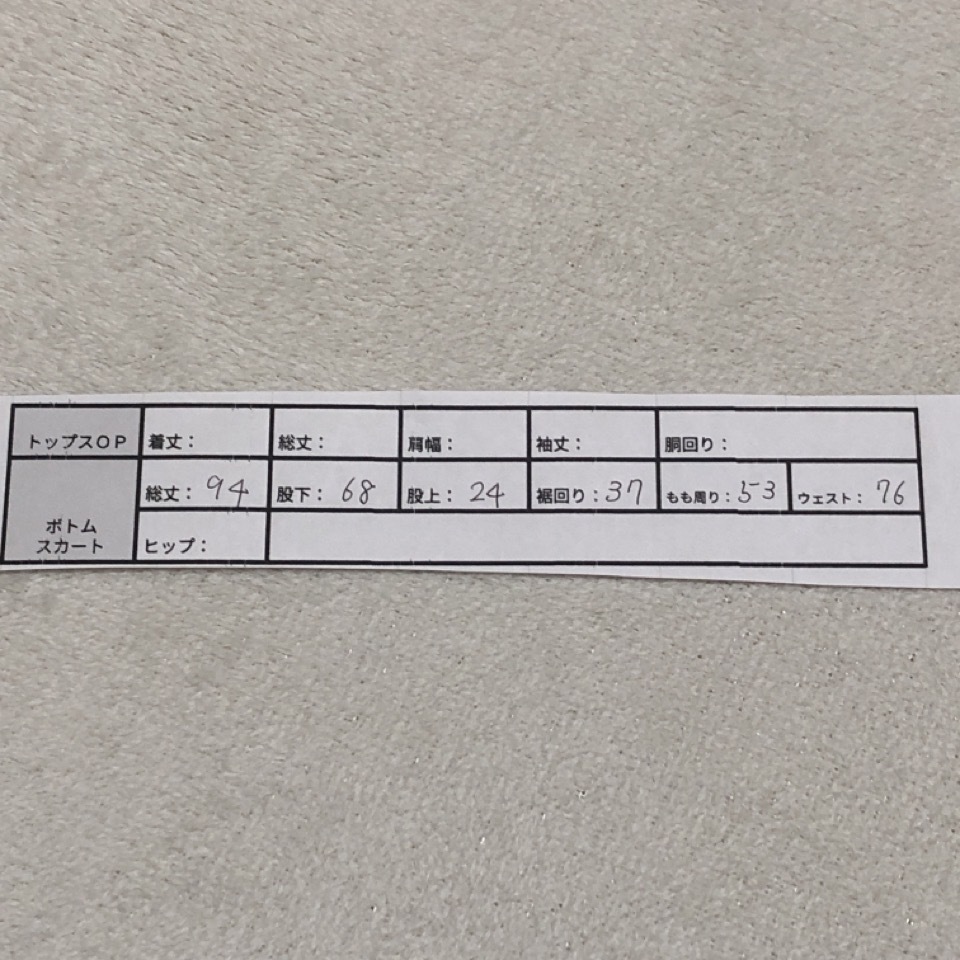 トップスOP 着丈: 総丈: 肩幅: 袖丈: 胴回り:
ボトム
スカート
総丈: 94 股下: 68 股上: 24 裾回り: 37 もも周り: 53 ウェスト: 76
ヒップ: